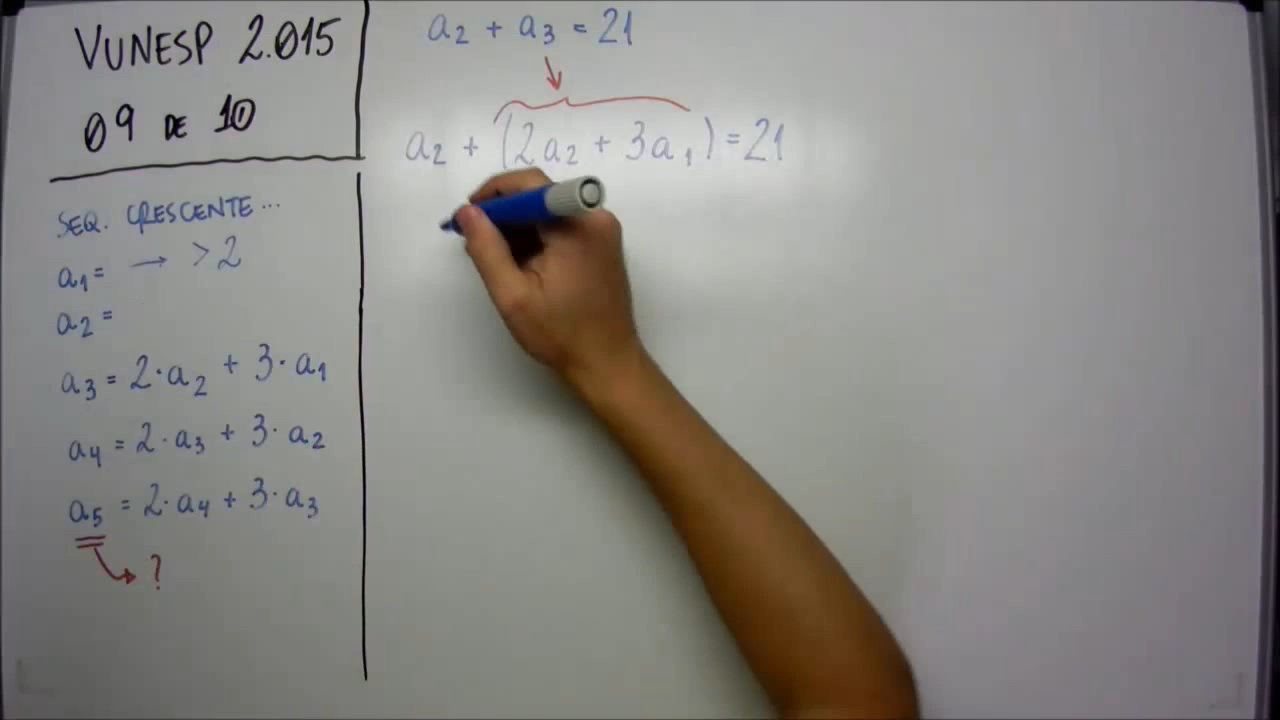 VUNESP 2.015
09 DE 10
SEQ. CRESCENTE...
a₁= → >2
a₂=
a₃ = 2·a₂ + 3·a₁
a₄ = 2·a₃ + 3·a₂
a₅ = 2·a₄ + 3·a₃
?
a₂ + a₃ = 21
a₂ + (2a₂ + 3a₁) = 21